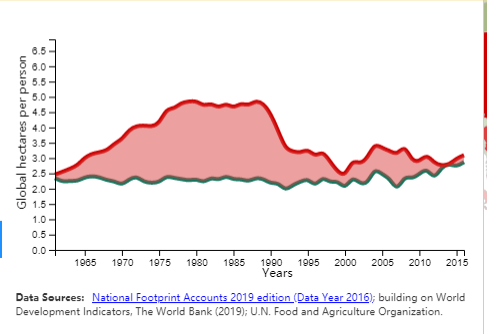 6.5
6.0
5.5
5.0
4.5
4.0
3.5
3.0
2.5
2.0
1.5
1.0
0.5
0.0
Global hectares per person
1965 1970 1975 1980 1985 1990 1995 2000 2005 2010 2015
Years
Data Sources: National Footprint Accounts 2019 edition (Data Year 2016); building on World
Development Indicators, The World Bank (2019); U.N. Food and Agriculture Organization.